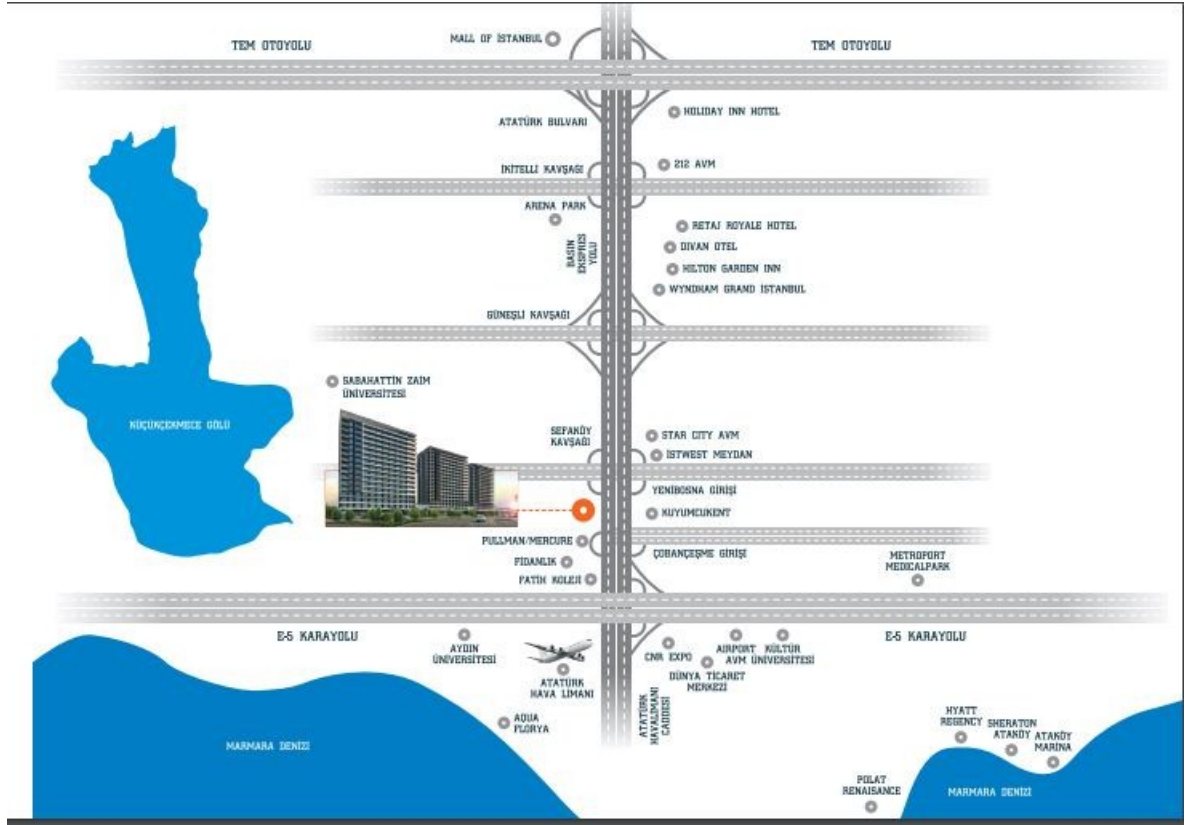 MALL OF İSTANBUL
TEM OTOYOLU
TEM OTOYOLU
HOLIDAY INN HOTEL
ATATÜRK BULVARI
212 AVM
İKİTELLİ KAVŞAĞI
ARENA PARK
BASIN
EKSPRES
YOLU
RETAJ ROYALE HOTEL
DIVAN OTEL
HILTON GARDEN INN
WYNDHAM GRAND ISTANBUL
GÜNEŞLİ KAVŞAĞI
SABAHATTİN ZAİM
ÜNİVERSİTESİ
KÜÇÜKÇEKMECE GÖLÜ
SEFAKÖY
KAVŞAĞI
STAR CITY AVM
İSTWEST MEYDAN
YENİBOSNA GİRİŞİ
KUYUMCUKENT
PULLMAN/MERCURE
ÇOBANÇEŞME GİRİŞİ
FİDANLIK
FATİH KOLEJİ
METROPORT
MEDICALPARK
E-5 KARAYOLU
E-5 KARAYOLU
AYDIN
ÜNİVERSİTESİ
ATATÜRK
HAVA LİMANI
CNR EXPO
AIRPORT
AVM
KÜLTÜR
ÜNİVERSİTESİ
DÜNYA TİCARET
MERKEZİ
ATATÜRK
HAVALİMANI
CADDESİ
AQUA
FLORYA
MARMARA DENİZİ
HYATT
REGENCY
SHERATON
ATAKÖY
ATAKÖY
MARINA
POLAT
RENAISANCE
MARMARA DENİZİ